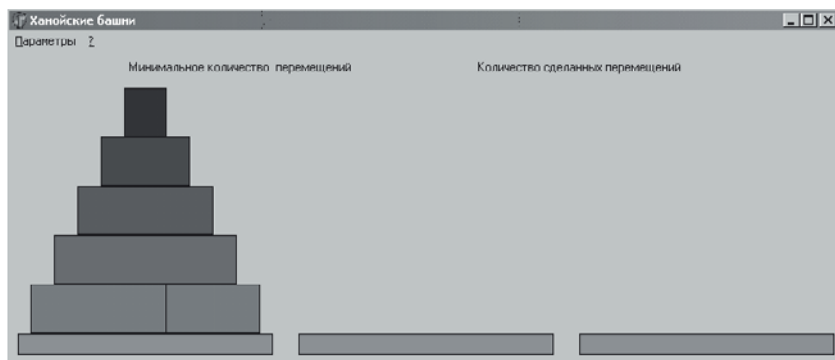 Ханойские башни
Параметры ?
Минимальное количество перемещений
Количество сделанных перемещений